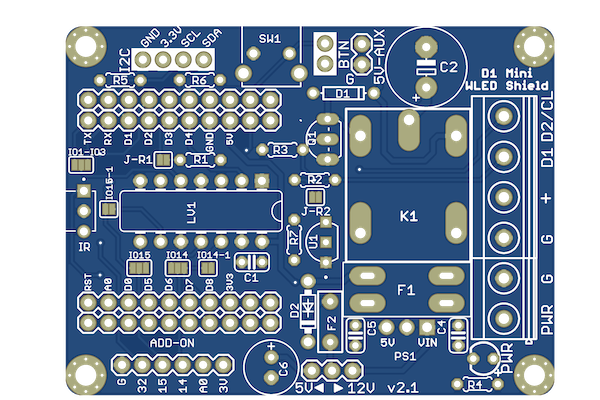 GND 3.3V SCL SDA
I2C
R5 R6
SW1
BTN
G 5V-AUX
C2
+
D1
D1 Mini
WLED Shield
TX RX D1 D2 D3 D4 GND 5V
Q1
R3
D1 D2/CL
IO1-IO3
J-R1
R1
IO16-1
R2
J-R2
LV1
K1
+
IR
R7
U1
G
IO15 IO14 IO14-1
C1
RST A0 D0 D5 D6 D7 D8 3V3
D2
F1
G
F2
C5
5V
PS1
VIN
C4
PWR
ADD-ON
+
C6
PWR
+
G 32 15 14 A0 3V
5V 12V v2.1
R4